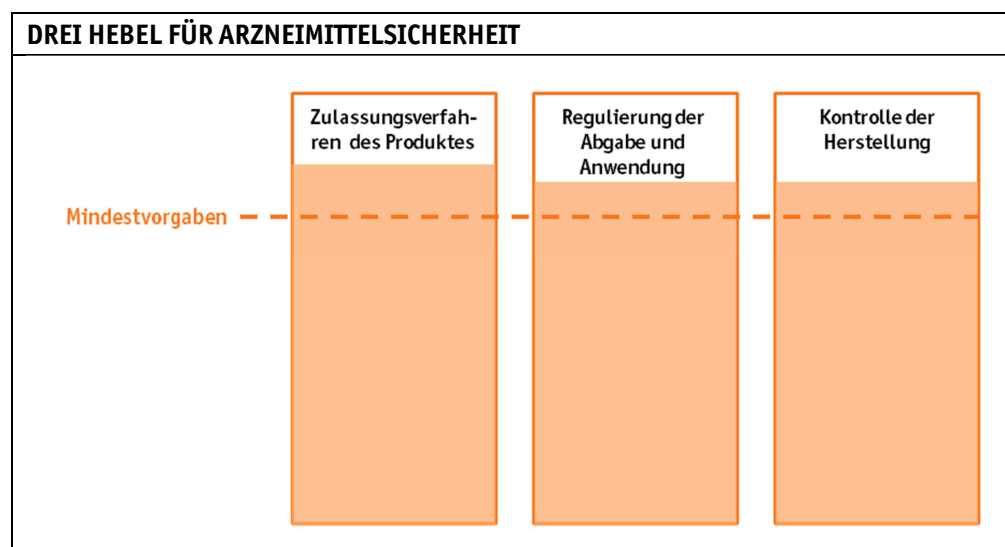 DREI HEBEL FÜR ARZNEIMITTELSICHERHEIT
Zulassungsverfah-
ren des Produktes
Regulierung der
Abgabe und
Anwendung
Kontrolle der
Herstellung
Mindestvorgaben